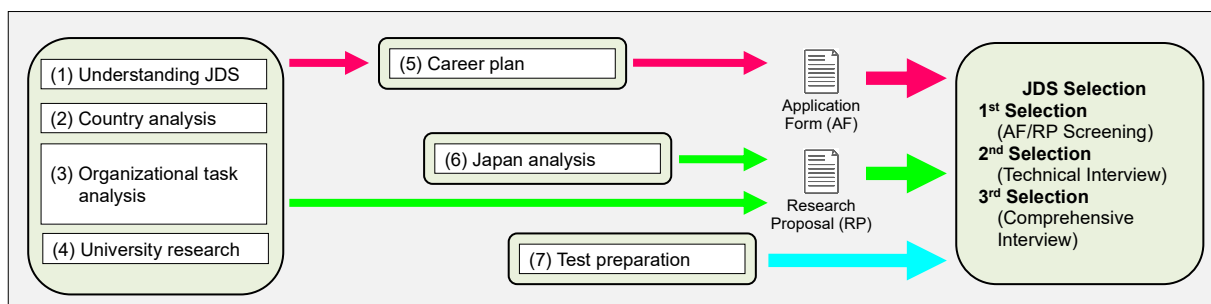 (1) Understanding JDS
(2) Country analysis
(3) Organizational task
analysis
(4) University research
(5) Career plan
(6) Japan analysis
(7) Test preparation
Application
Form (AF)
Research
Proposal (RP)
JDS Selection
1st Selection
(AF/RP Screening)
2nd Selection
(Technical Interview)
3rd Selection
(Comprehensive
Interview)